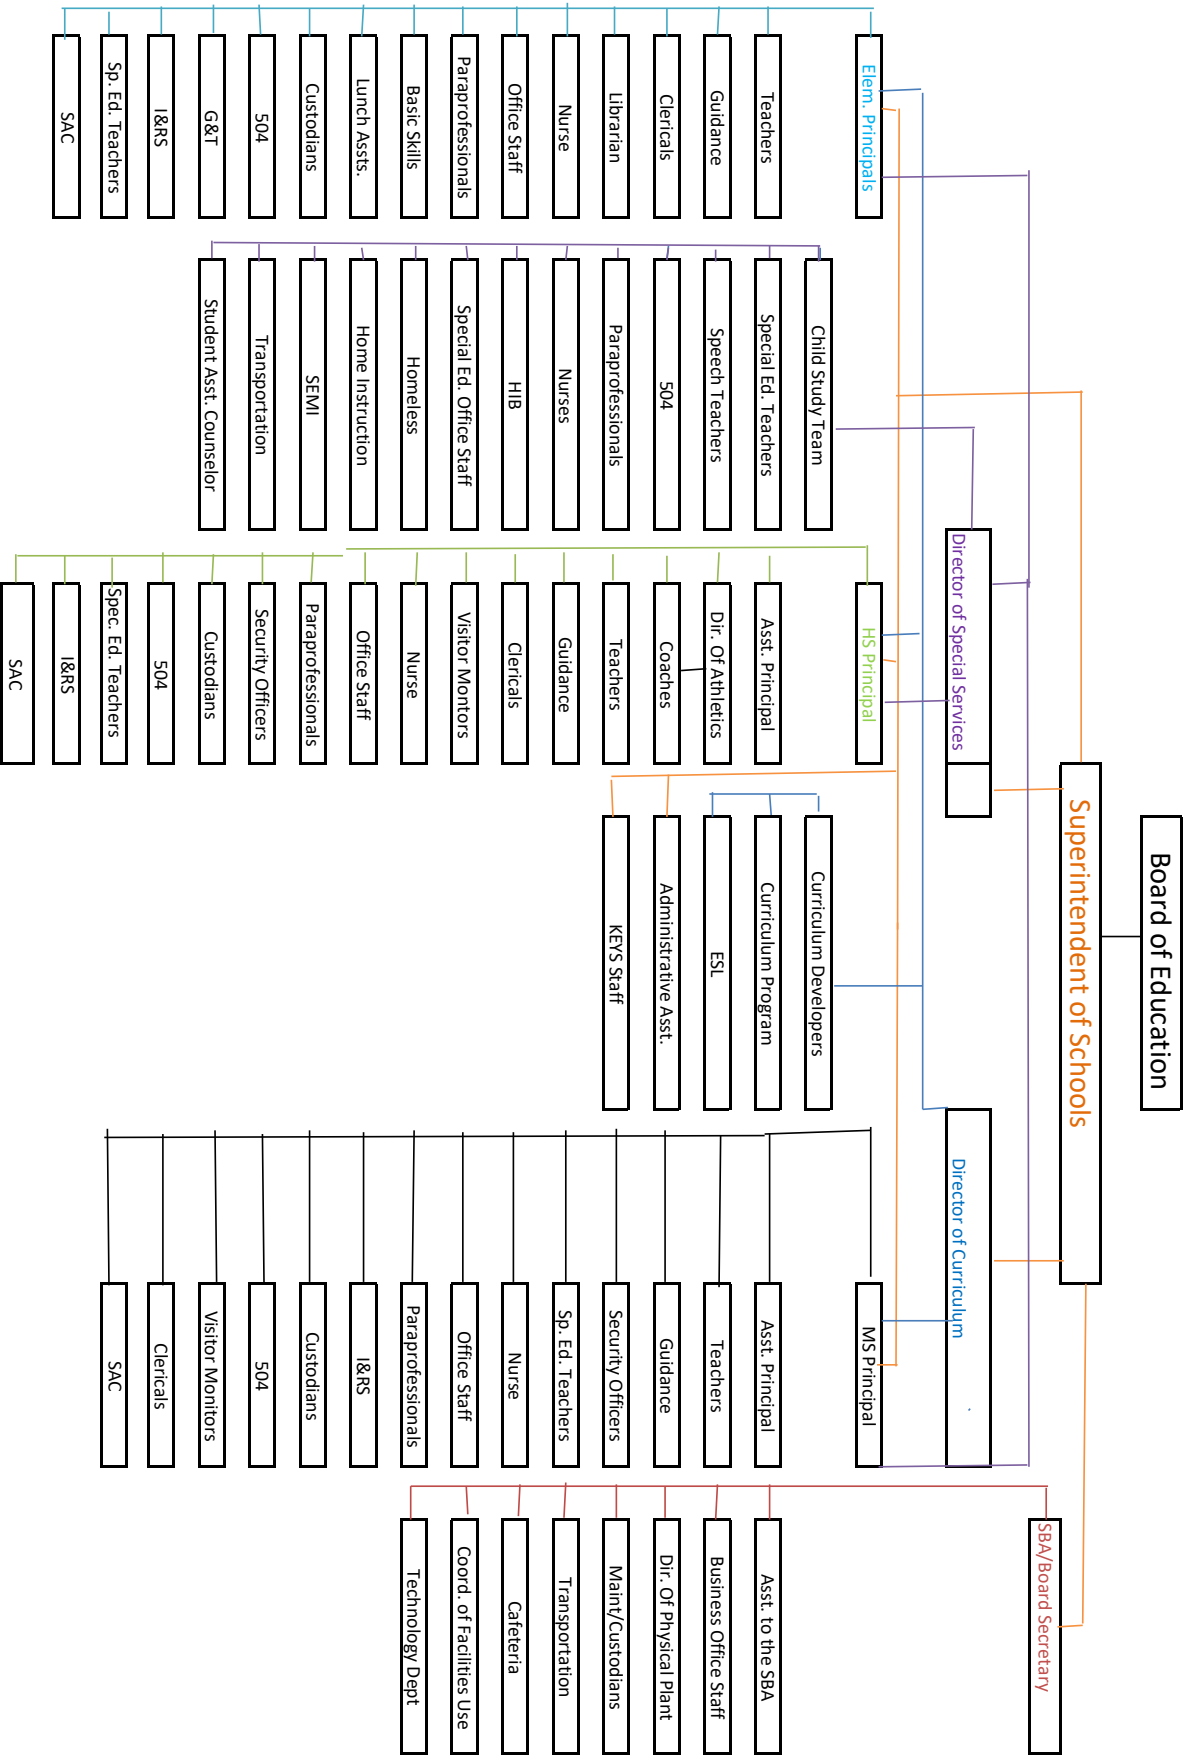 Board of Education
Superintendent of Schools
SBA/Board Secretary
Director of Special Services
Director of Curriculum
Elem. Principals
Teachers
Guidance
Clericals
Librarian
Nurse
Office Staff
Paraprofessionals
Basic Skills
Lunch Assts.
Custodians
504
G&T
I&RS
Sp. Ed. Teachers
SAC
Child Study Team
Special Ed. Teachers
Speech Teachers
504
Paraprofessionals
Nurses
HIB
Special Ed. Office Staff
Homeless
Home Instruction
SEMI
Transportation
Student Asst. Counselor
HS Principal
Asst. Principal
Dir. Of Athletics
Coaches
Teachers
Guidance
Clericals
Visitor Montors
Nurse
Office Staff
Paraprofessionals
Security Officers
Custodians
504
Spec. Ed. Teachers
I&RS
SAC
Curriculum Developers
Curriculum Program
ESL
Administrative Asst.
KEYS Staff
MS Principal
Asst. Principal
Teachers
Guidance
Security Officers
Sp. Ed. Teachers
Nurse
Office Staff
Paraprofessionals
I&RS
Custodians
504
Visitor Monitors
Clericals
SAC
Asst. to the SBA
Business Office Staff
Dir. Of Physical Plant
Maint/Custodians
Transportation
Cafeteria
Coord. of Facilities Use
Technology Dept